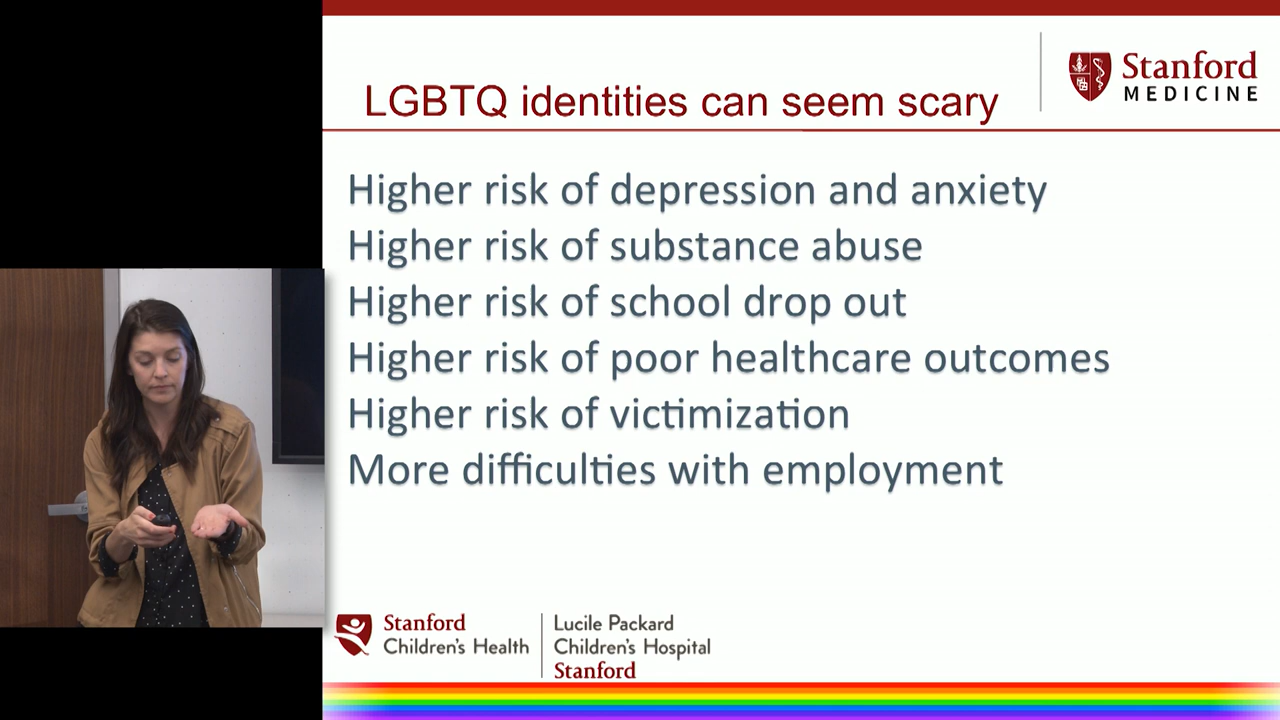 LGBTQ identities can seem scary
Stanford
MEDICINE
Higher risk of depression and anxiety
Higher risk of substance abuse
Higher risk of school drop out
Higher risk of poor healthcare outcomes
Higher risk of victimization
More difficulties with employment
Stanford
Children's Health
Lucile Packard
Children's Hospital
Stanford